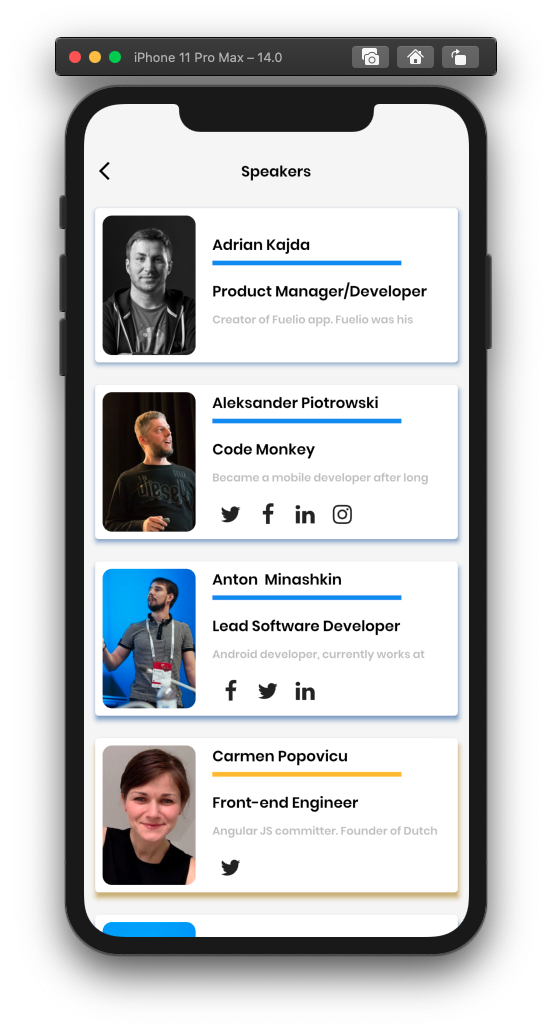 iPhone 11 Pro Max – 14.0
Speakers
Adrian Kajda
Product Manager/Developer
Creator of Fuelio app. Fuelio was his
Aleksander Piotrowski
Code Monkey
Became a mobile developer after long
diesel
Anton  Minashkin
Lead Software Developer
Android developer, currently works at
Carmen Popovicu
Front-end Engineer
Angular JS committer. Founder of Dutch